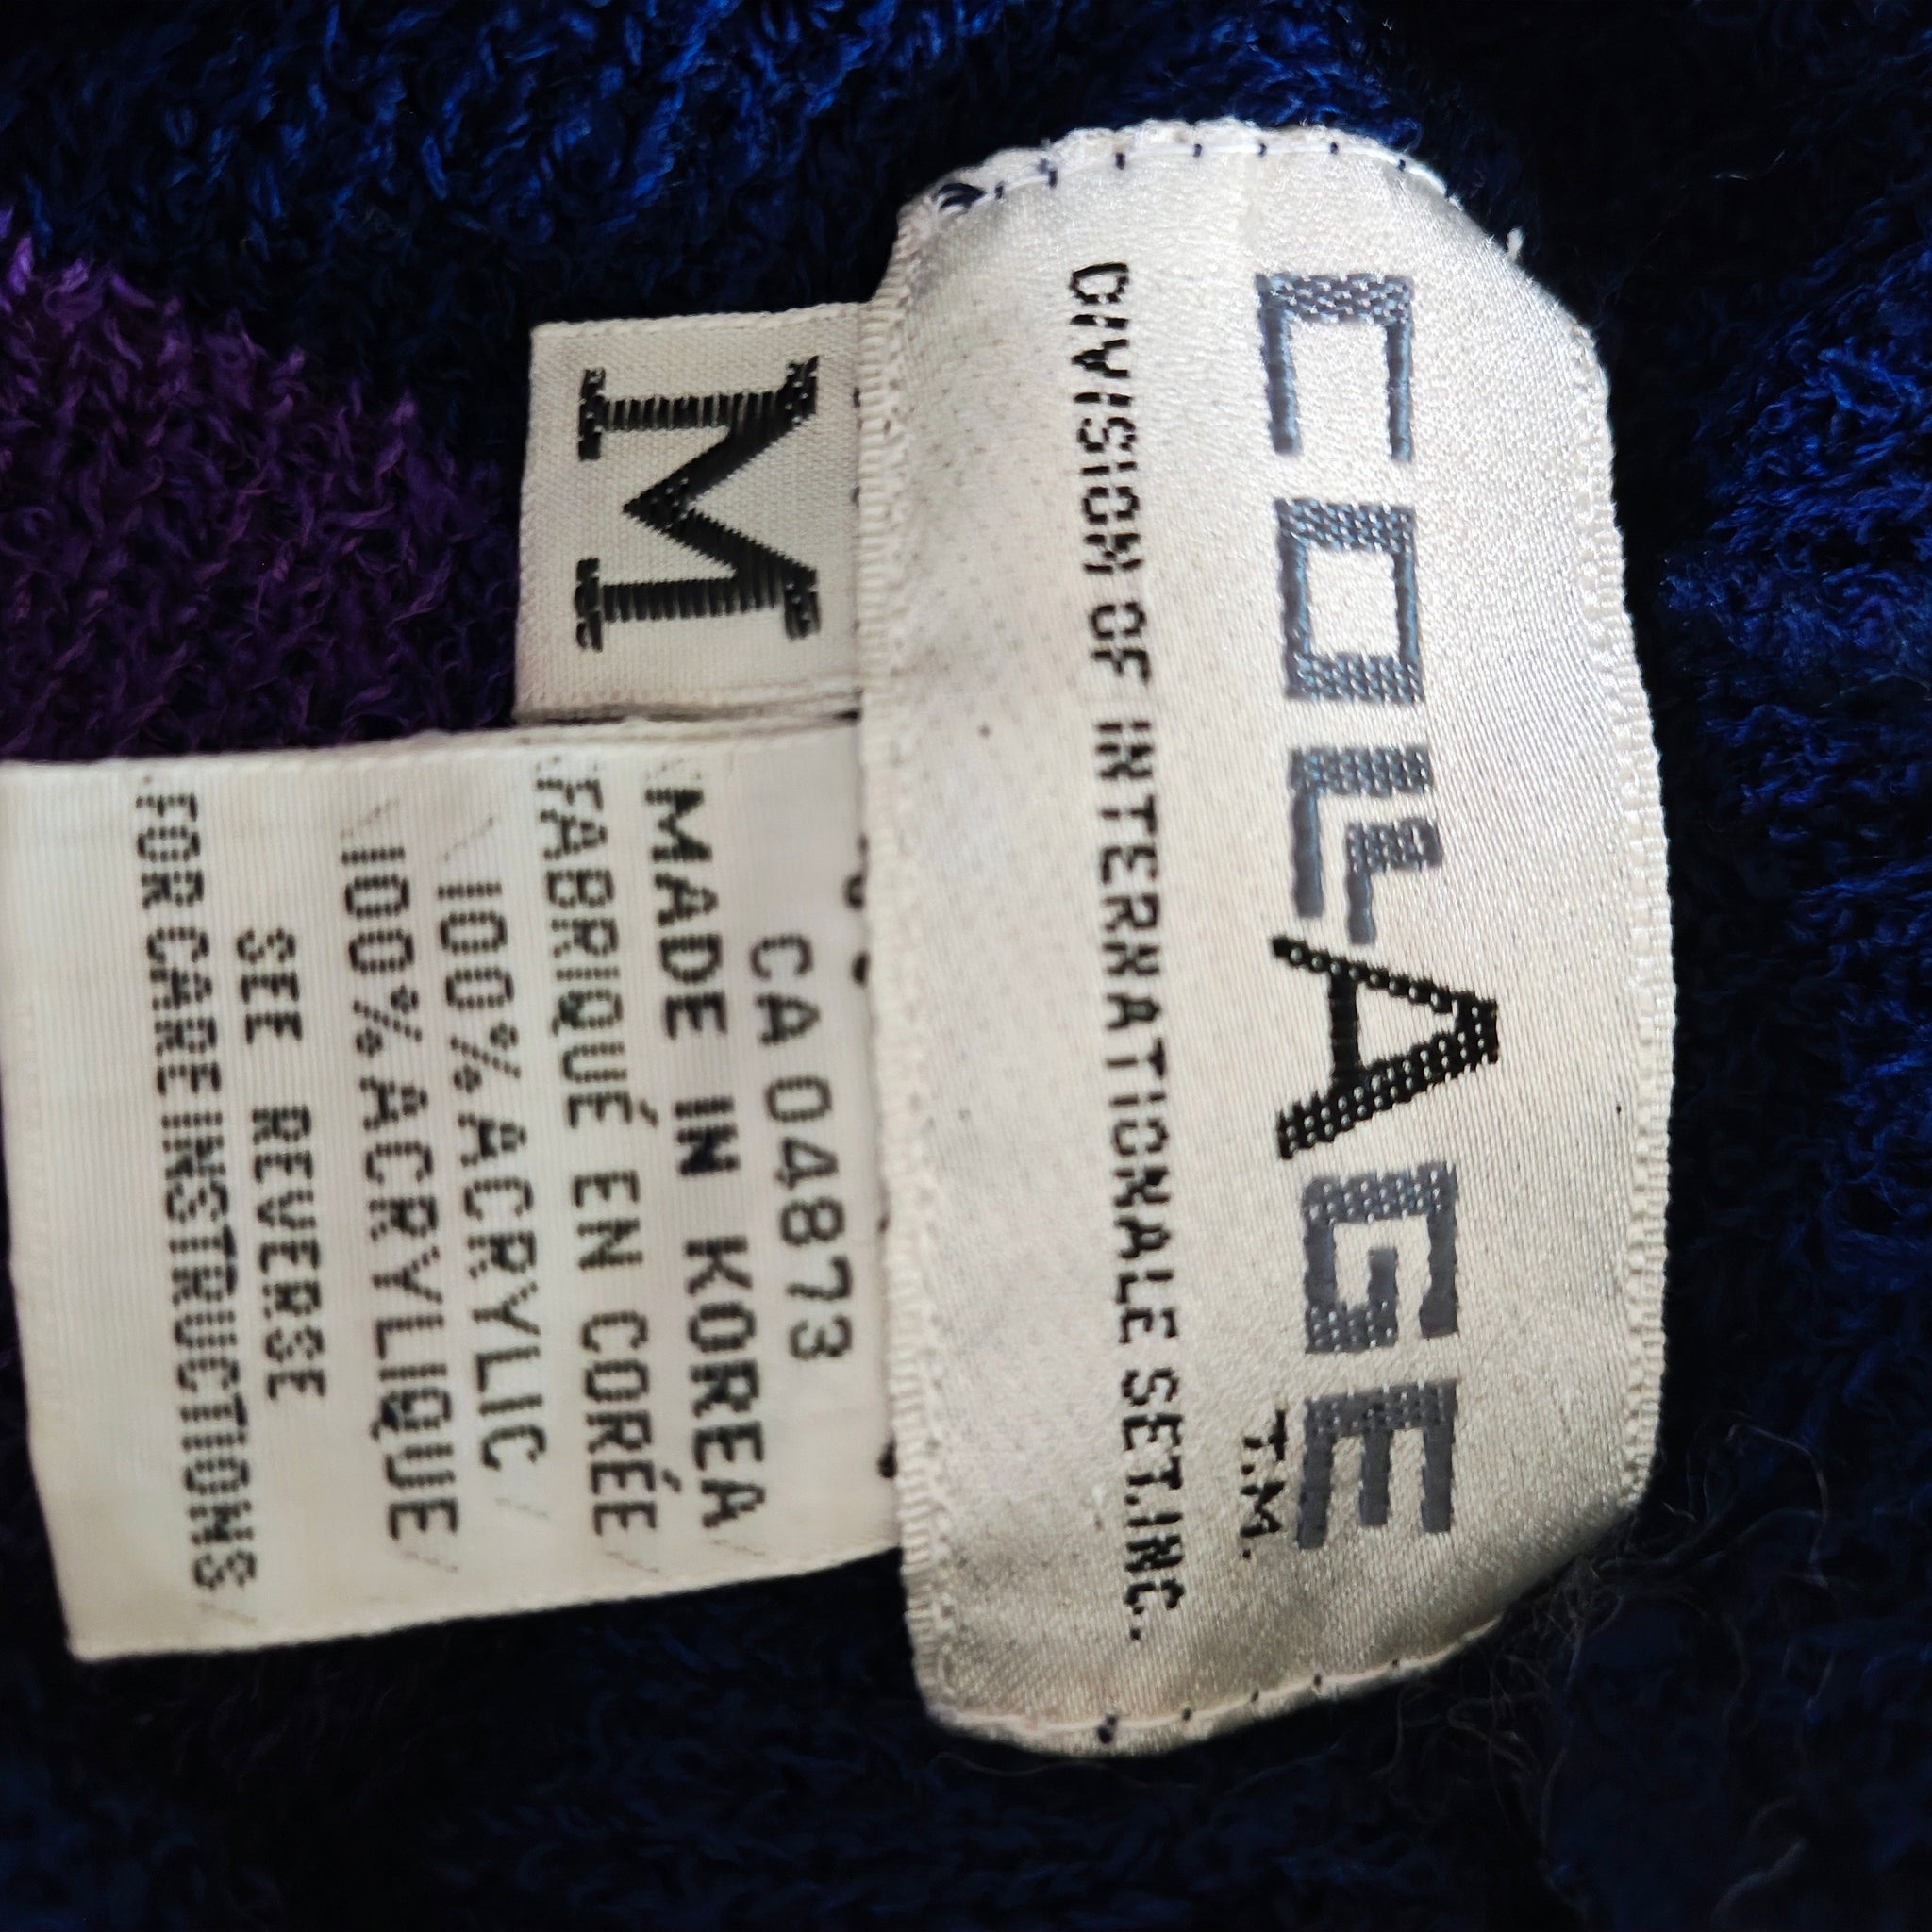 COLLAGE
T.M.
DIVISION OF INTERNATIONALE SET.INC.
M
CA 04873
MADE IN KOREA
FABRIQUÉ EN CORÉE
100% ACRYLIC
100% ACRYLIQUE
SEE REVERSE
FOR CARE INSTRUCTIONS